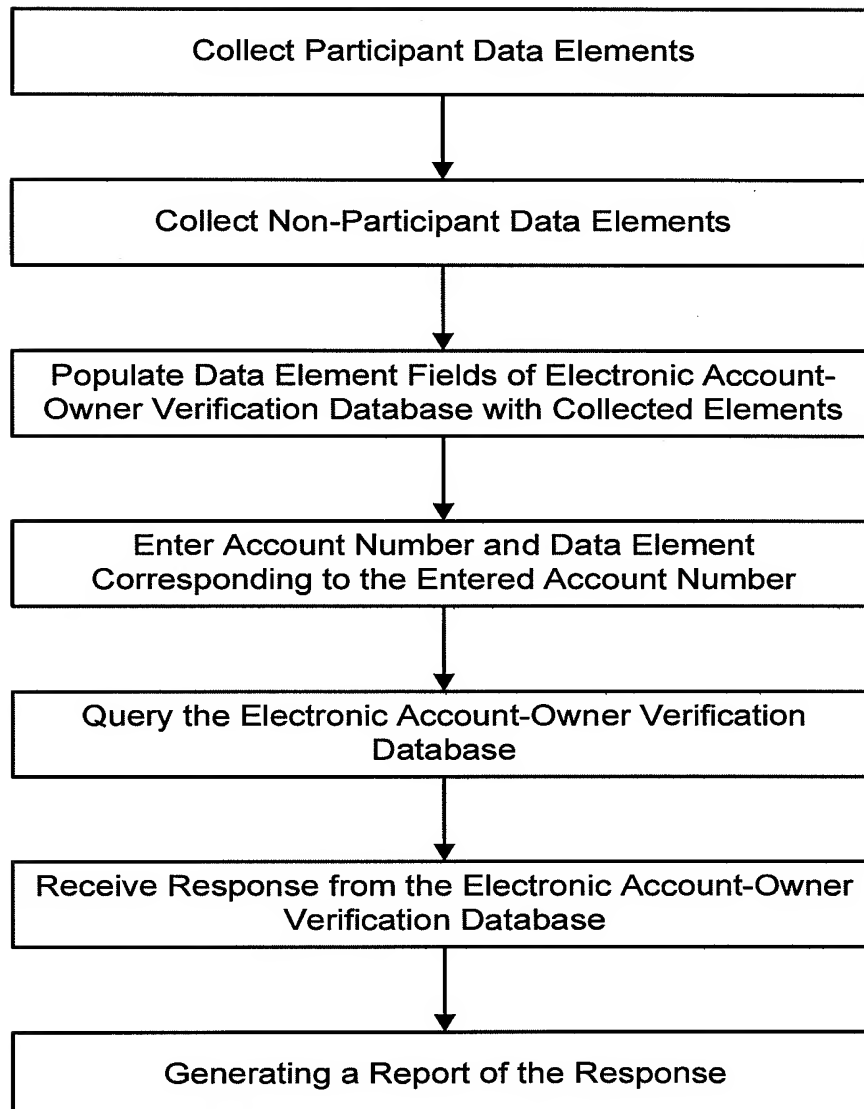 Collect Participant Data Elements
Collect Non-Participant Data Elements
Populate Data Element Fields of Electronic Account-
Owner Verification Database with Collected Elements
Enter Account Number and Data Element
Corresponding to the Entered Account Number
Query the Electronic Account-Owner Verification
Database
Receive Response from the Electronic Account-Owner
Verification Database
Generating a Report of the Response